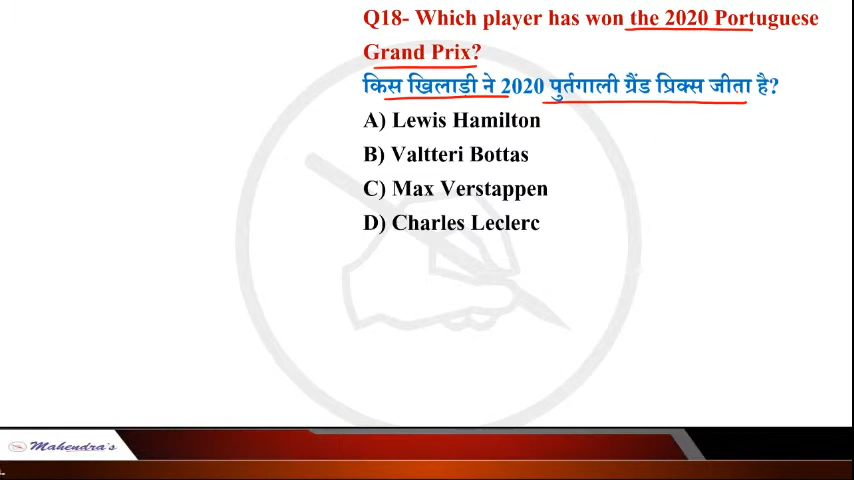 Q18- Which player has won the 2020 Portuguese
Grand Prix?
किस खिलाडी ने 2020 पुर्तगाली ग्रैंड प्रिक्स जीता है?
A) Lewis Hamilton
B) Valtteri Bottas
C) Max Verstappen
D) Charles Leclerc
Mahendra's